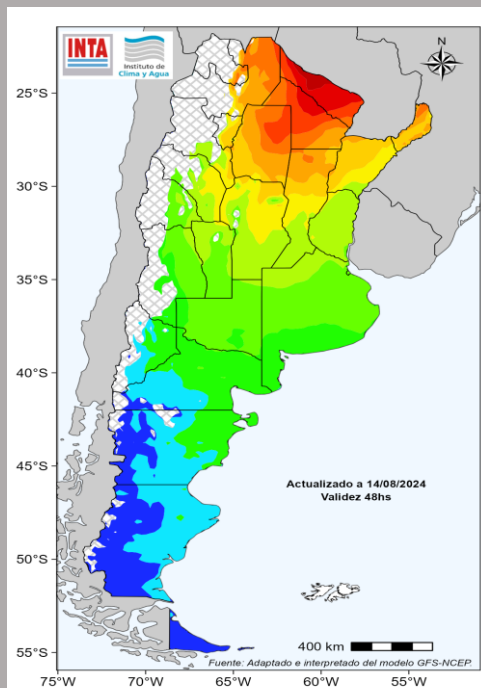 INTA
Instituto de
Clima y Agua
N
25°S
30°S
35°S
40°S
45°S
50°S
55°S
Actualizado a 14/08/2024
Validez 48hs
400 km
Fuente: Adaptado e interpretado del modelo GFS-NCEP.
75°W
70°W
65°W
60°W
55°W